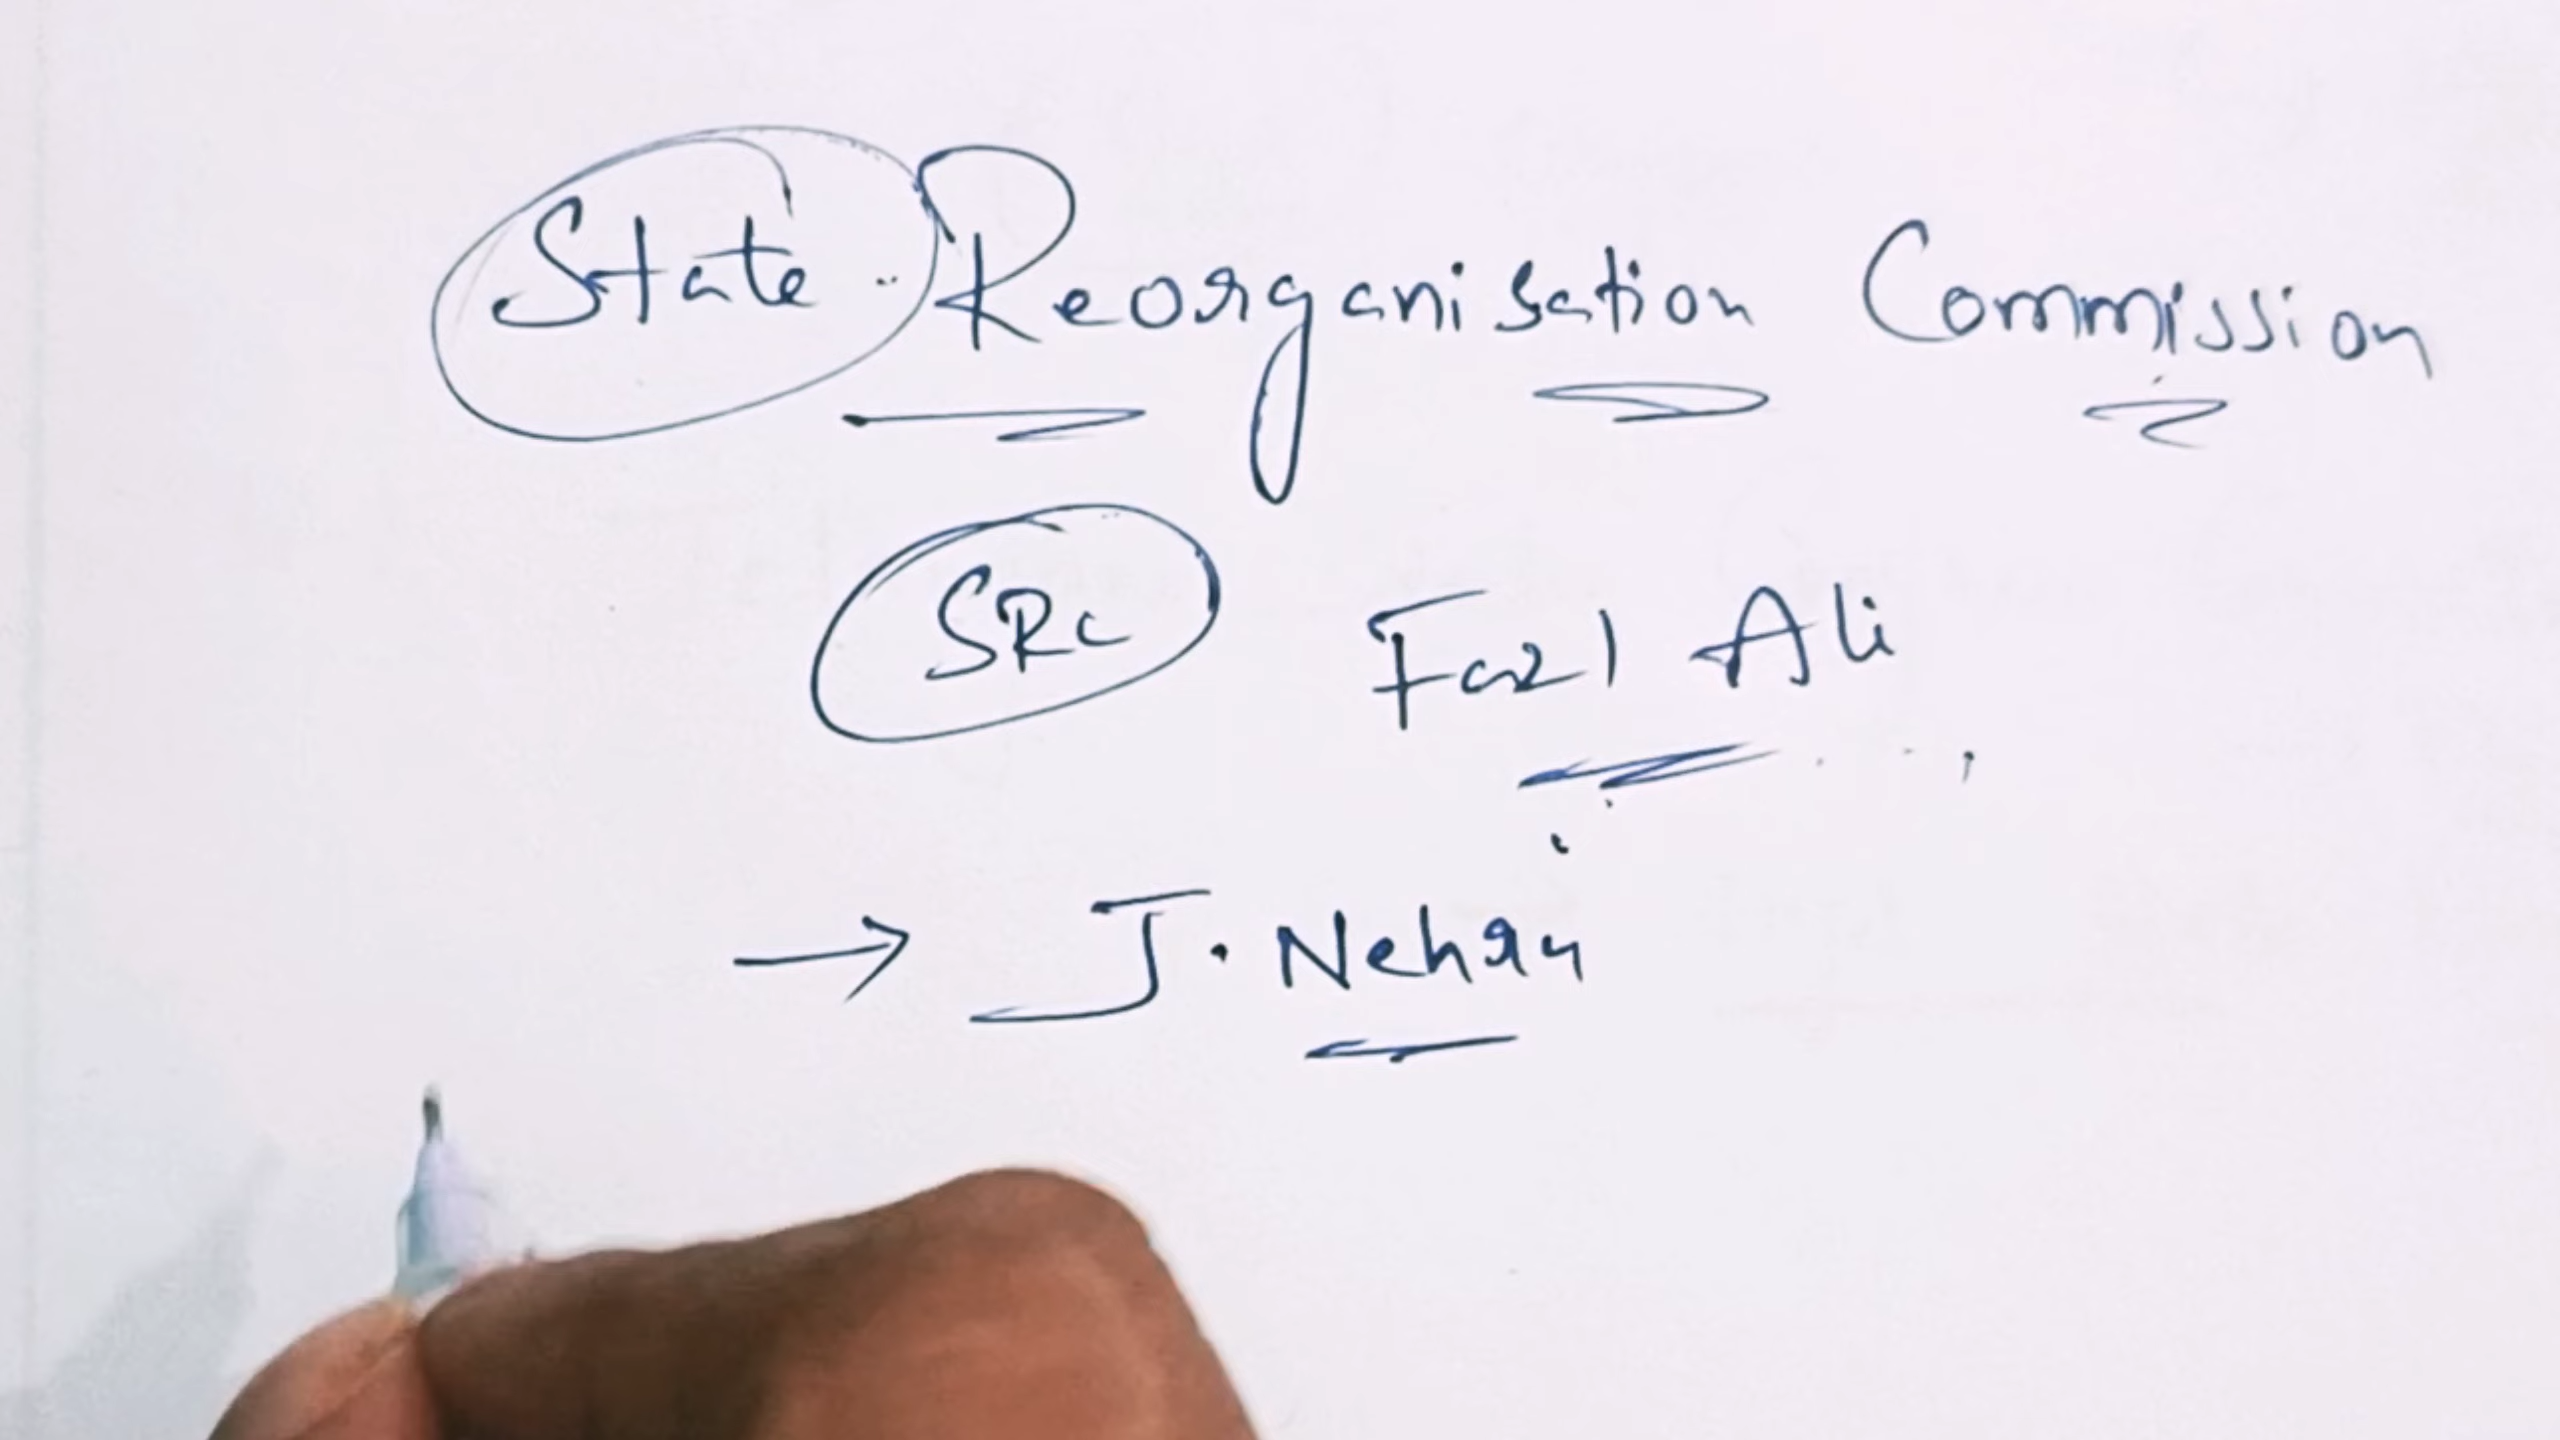 State Reorganisation Commission
SRC Fazl Ali
→ J. Nehru